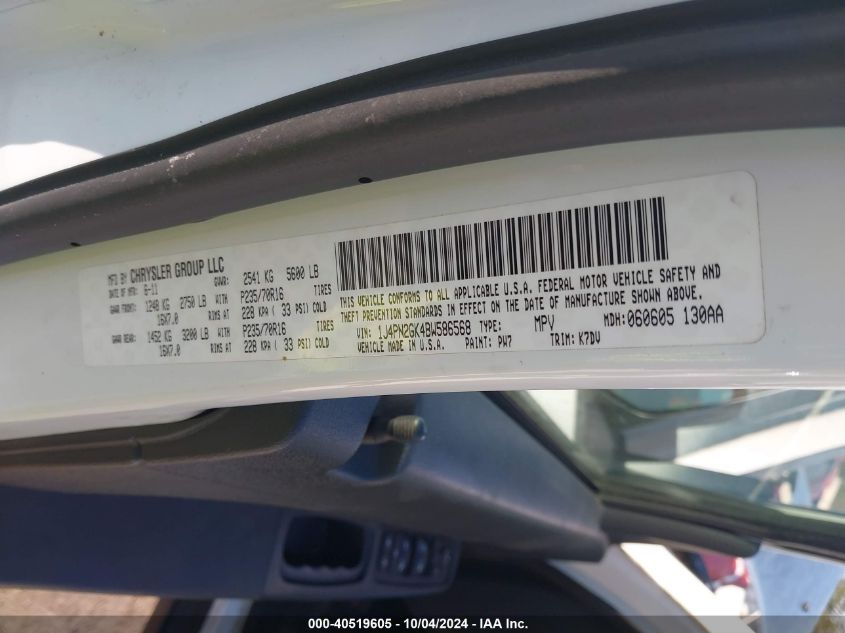 MFD BY CHRYSLER GROUP LLC
DATE OF MFR: 6-11 GVWR: 2541 KG 5600 LB
GAWR FRONT: 1248 KG 2750 LB WITH P235/70R16 TIRES
16X7.0 RIMS AT 228 KPA ( 33 PSI) COLD
GAWR REAR: 1452 KG 3200 LB WITH P235/70R16 TIRES
16X7.0 RIMS AT 228 KPA ( 33 PSI) COLD
THIS VEHICLE CONFORMS TO ALL APPLICABLE U.S.A. FEDERAL MOTOR VEHICLE SAFETY AND
THEFT PREVENTION STANDARDS IN EFFECT ON THE DATE OF MANUFACTURE SHOWN ABOVE.
VIN: 1J4PN2GK4BW586568 TYPE: MPV MDH: 060605 130AA
VEHICLE MADE IN U.S.A. PAINT: PW7 TRIM: K7DV
000-40519605 - 10/04/2024 - IAA Inc.